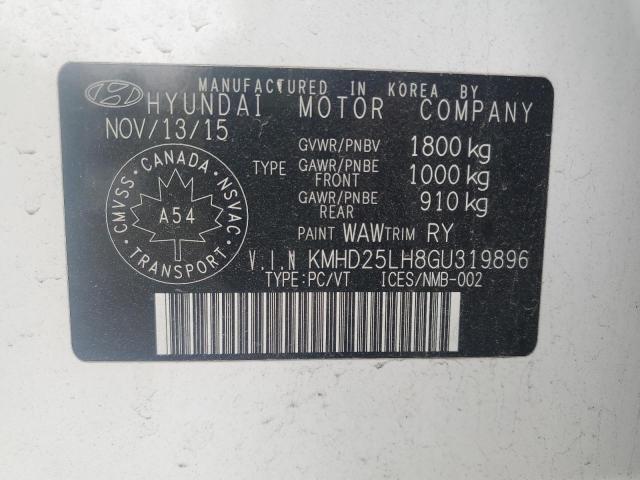 MANUFACTURED IN KOREA BY
HYUNDAI MOTOR COMPANY
NOV/13/15
GVWR/PNBV 1800 kg
TYPE GAWR/PNBE FRONT 1000 kg
GAWR/PNBE REAR 910 kg
PAINT WAW TRIM RY
CMVSS · CANADA · NSVAC
A54
TRANSPORT
V.I.N KMHD25LH8GU319896
TYPE:PC/VT ICES/NMB-002